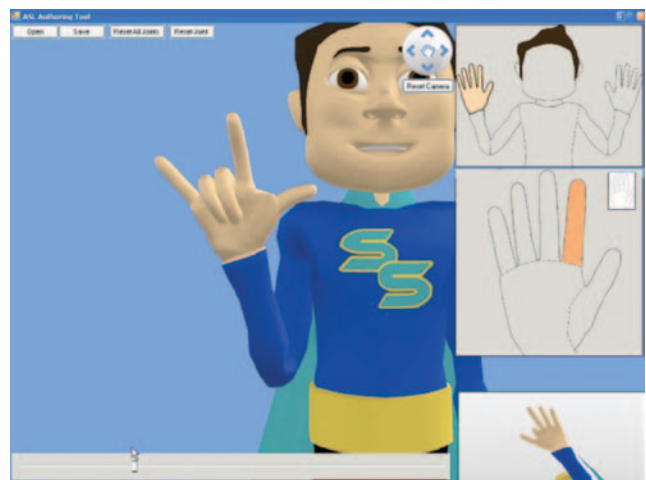 ASL Authoring Tool
Open Save Reset All Joints Reset Joint
Reset Camera
SS